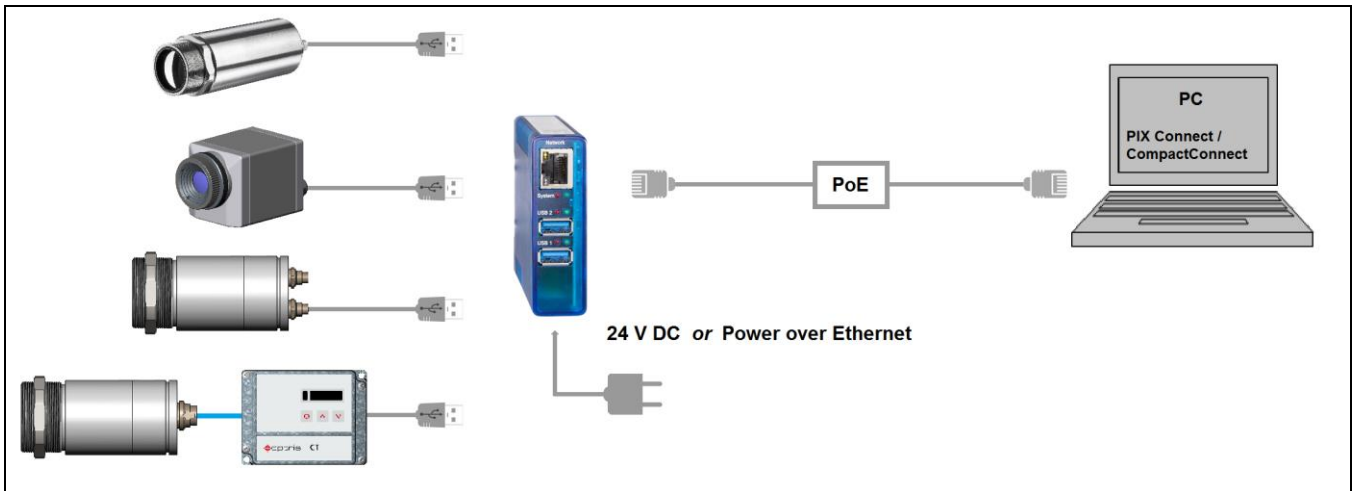 PC
PIX Connect /
CompactConnect
PoE
Network
System
USB 2
USB 1
24 V DC or Power over Ethernet
optris CT